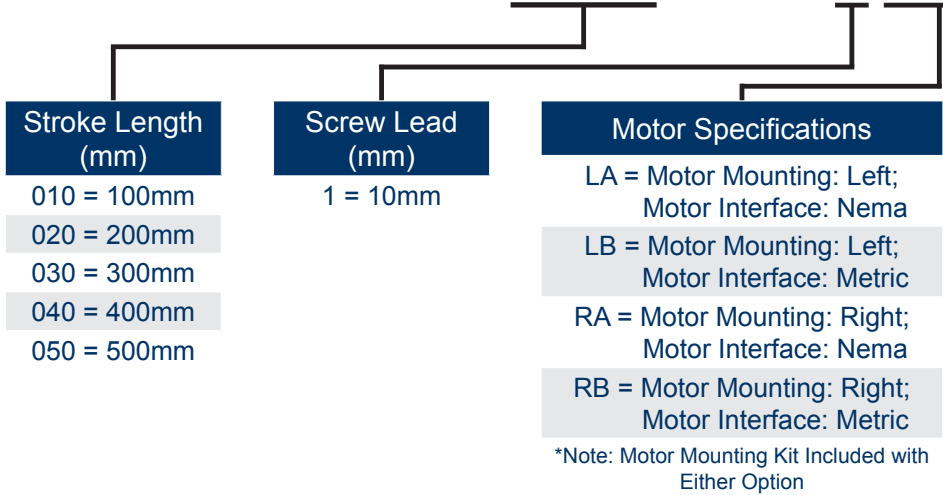 Stroke Length
(mm)
010 = 100mm
020 = 200mm
030 = 300mm
040 = 400mm
050 = 500mm
Screw Lead
(mm)
1 = 10mm
Motor Specifications
LA = Motor Mounting: Left;
Motor Interface: Nema
LB = Motor Mounting: Left;
Motor Interface: Metric
RA = Motor Mounting: Right;
Motor Interface: Nema
RB = Motor Mounting: Right;
Motor Interface: Metric
*Note: Motor Mounting Kit Included with
Either Option